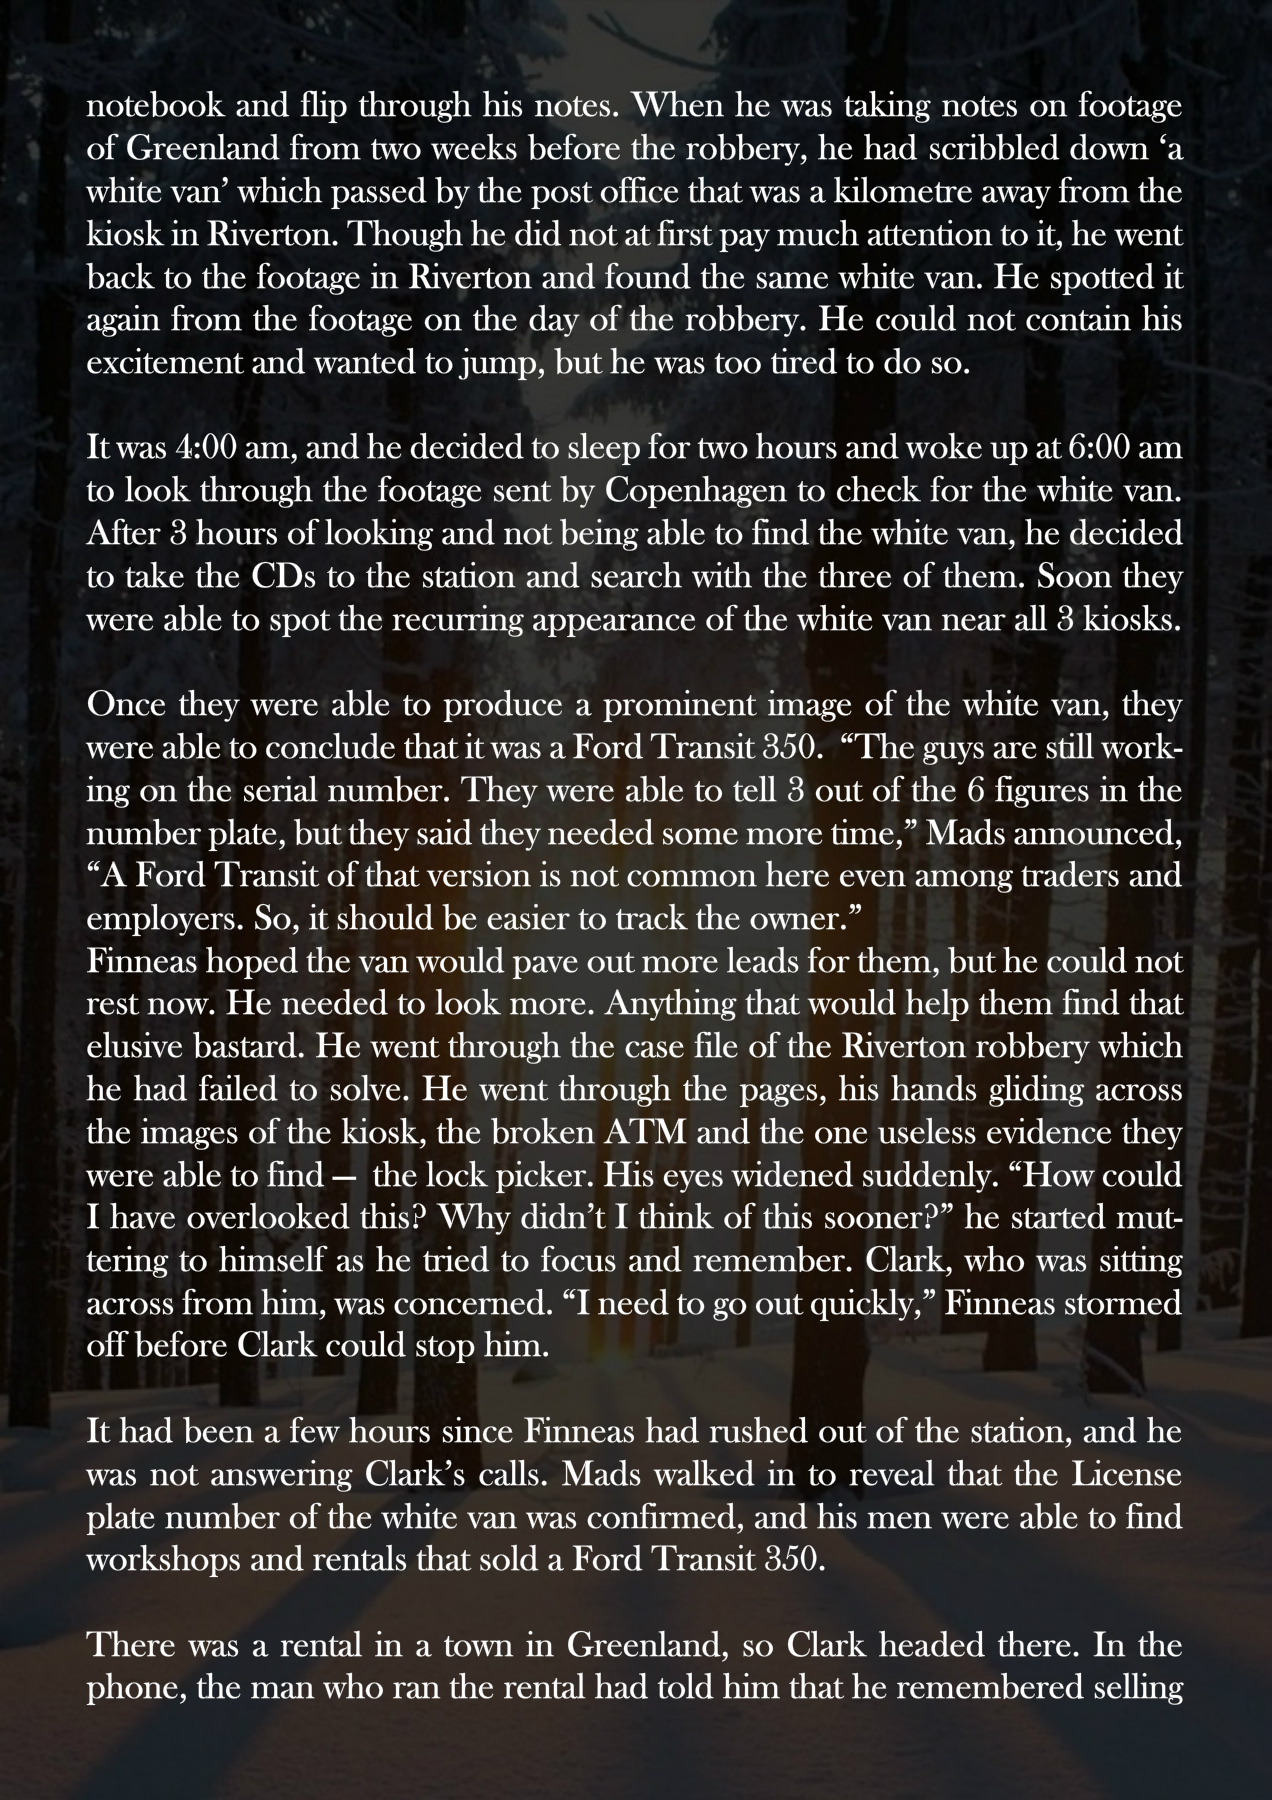 notebook and flip through his notes. When he was taking notes on footage
of Greenland from two weeks before the robbery, he had scribbled down ‘a
white van’ which passed by the post office that was a kilometre away from the
kiosk in Riverton. Though he did not at first pay much attention to it, he went
back to the footage in Riverton and found the same white van. He spotted it
again from the footage on the day of the robbery. He could not contain his
excitement and wanted to jump, but he was too tired to do so.

It was 4:00 am, and he decided to sleep for two hours and woke up at 6:00 am
to look through the footage sent by Copenhagen to check for the white van.
After 3 hours of looking and not being able to find the white van, he decided
to take the CDs to the station and search with the three of them. Soon they
were able to spot the recurring appearance of the white van near all 3 kiosks.

Once they were able to produce a prominent image of the white van, they
were able to conclude that it was a Ford Transit 350. “The guys are still work-
ing on the serial number. They were able to tell 3 out of the 6 figures in the
number plate, but they said they needed some more time,” Mads announced,
“A Ford Transit of that version is not common here even among traders and
employers. So, it should be easier to track the owner.”
Finneas hoped the van would pave out more leads for them, but he could not
rest now. He needed to look more. Anything that would help them find that
elusive bastard. He went through the case file of the Riverton robbery which
he had failed to solve. He went through the pages, his hands gliding across
the images of the kiosk, the broken ATM and the one useless evidence they
were able to find — the lock picker. His eyes widened suddenly. “How could
I have overlooked this? Why didn’t I think of this sooner?” he started mut-
tering to himself as he tried to focus and remember. Clark, who was sitting
across from him, was concerned. “I need to go out quickly,” Finneas stormed
off before Clark could stop him.

It had been a few hours since Finneas had rushed out of the station, and he
was not answering Clark’s calls. Mads walked in to reveal that the License
plate number of the white van was confirmed, and his men were able to find
workshops and rentals that sold a Ford Transit 350.

There was a rental in a town in Greenland, so Clark headed there. In the
phone, the man who ran the rental had told him that he remembered selling